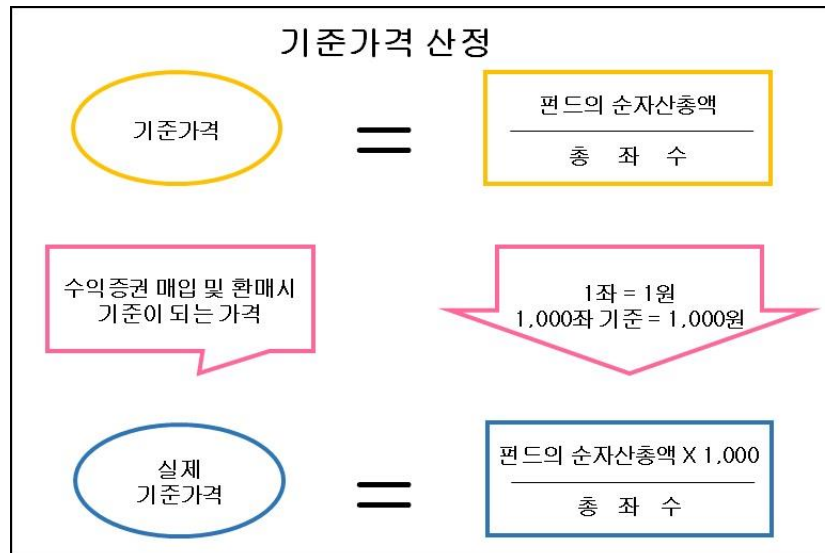 기준가격 산정
기준가격
=
펀드의 순자산총액
총 좌 수
수익증권 매입 및 환매시
기준이 되는 가격
1좌 = 1원
1,000좌 기준 = 1,000원
실제
기준가격
=
펀드의 순자산총액 X 1,000
총 좌 수